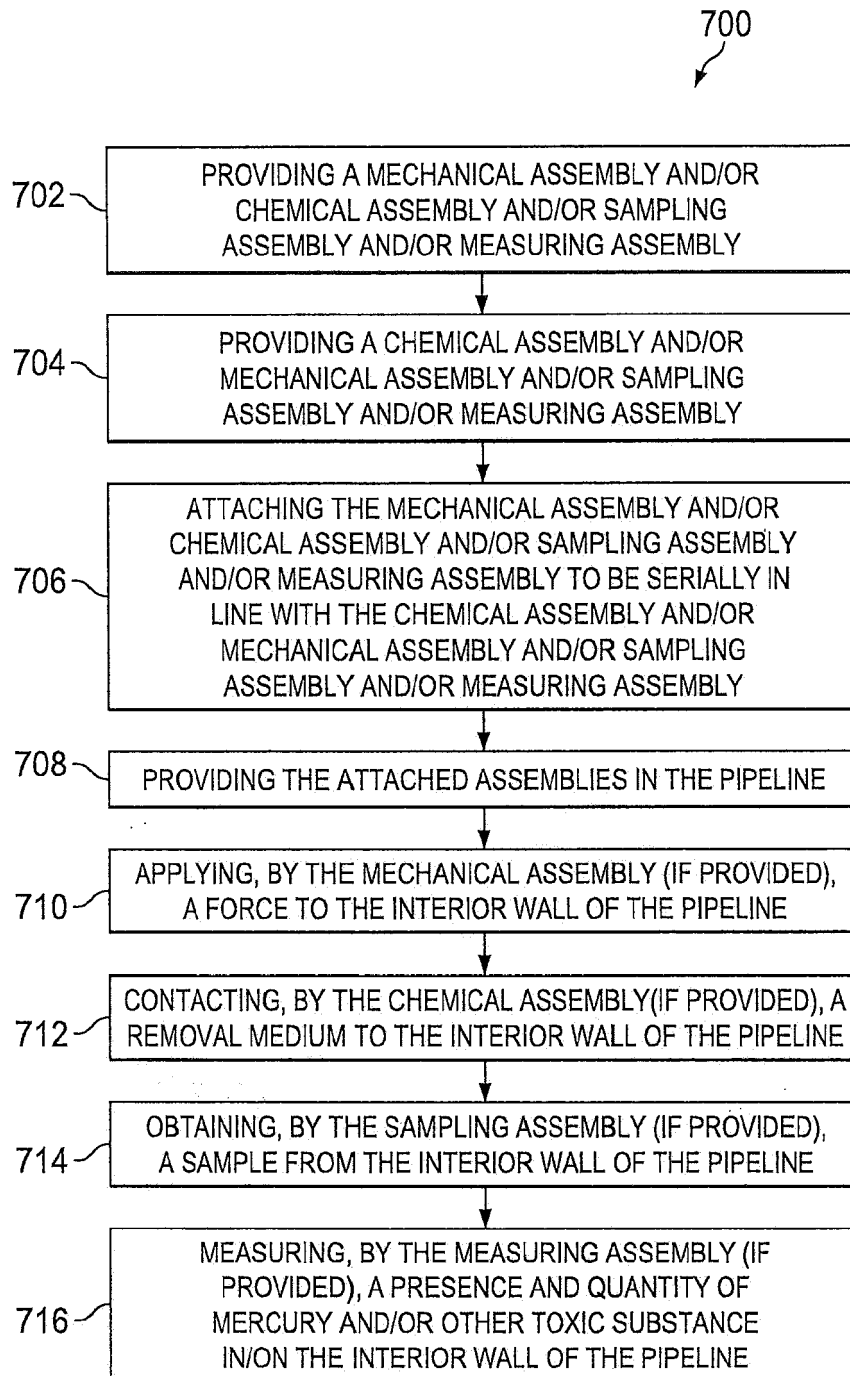 700
702
PROVIDING A MECHANICAL ASSEMBLY AND/OR
CHEMICAL ASSEMBLY AND/OR SAMPLING
ASSEMBLY AND/OR MEASURING ASSEMBLY
704
PROVIDING A CHEMICAL ASSEMBLY AND/OR
MECHANICAL ASSEMBLY AND/OR SAMPLING
ASSEMBLY AND/OR MEASURING ASSEMBLY
706
ATTACHING THE MECHANICAL ASSEMBLY AND/OR
CHEMICAL ASSEMBLY AND/OR SAMPLING ASSEMBLY
AND/OR MEASURING ASSEMBLY TO BE SERIALLY IN
LINE WITH THE CHEMICAL ASSEMBLY AND/OR
MECHANICAL ASSEMBLY AND/OR SAMPLING
ASSEMBLY AND/OR MEASURING ASSEMBLY
708
PROVIDING THE ATTACHED ASSEMBLIES IN THE PIPELINE
710
APPLYING, BY THE MECHANICAL ASSEMBLY (IF PROVIDED),
A FORCE TO THE INTERIOR WALL OF THE PIPELINE
712
CONTACTING, BY THE CHEMICAL ASSEMBLY(IF PROVIDED), A
REMOVAL MEDIUM TO THE INTERIOR WALL OF THE PIPELINE
714
OBTAINING, BY THE SAMPLING ASSEMBLY (IF PROVIDED),
A SAMPLE FROM THE INTERIOR WALL OF THE PIPELINE
716
MEASURING, BY THE MEASURING ASSEMBLY (IF
PROVIDED), A PRESENCE AND QUANTITY OF
MERCURY AND/OR OTHER TOXIC SUBSTANCE
IN/ON THE INTERIOR WALL OF THE PIPELINE